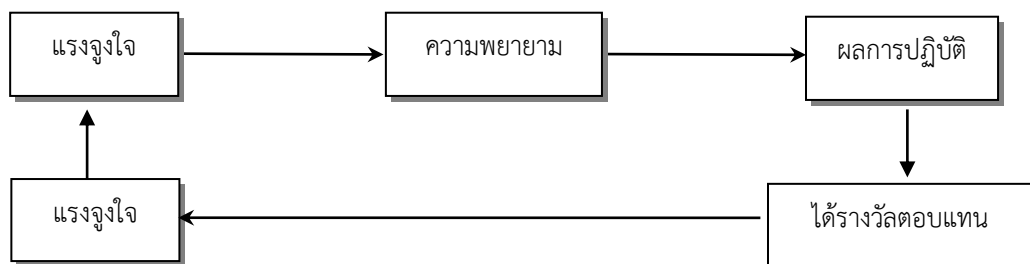 แรงจูงใจ
ความพยายาม
ผลการปฏิบัติ
แรงจูงใจ
ได้รางวัลตอบแทน